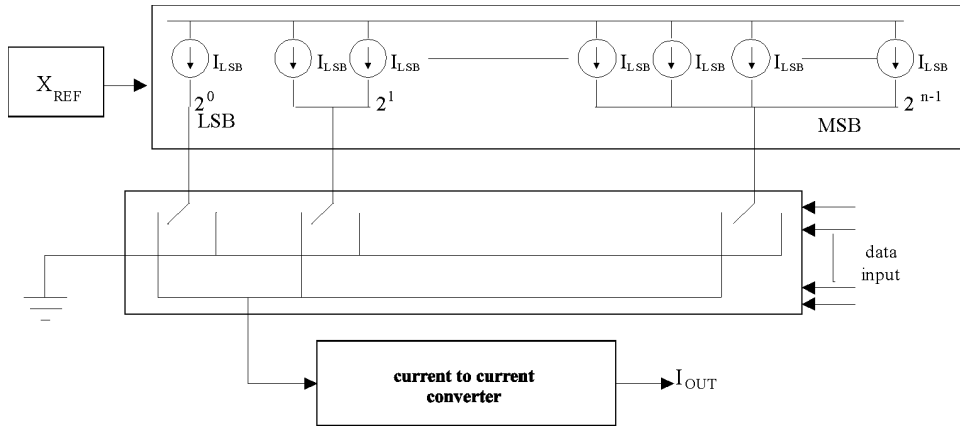 X_REF
I_LSB I_LSB I_LSB I_LSB I_LSB I_LSB I_LSB
2^0 2^1 2^n-1
LSB MSB
data
input
current to current
converter
I_OUT